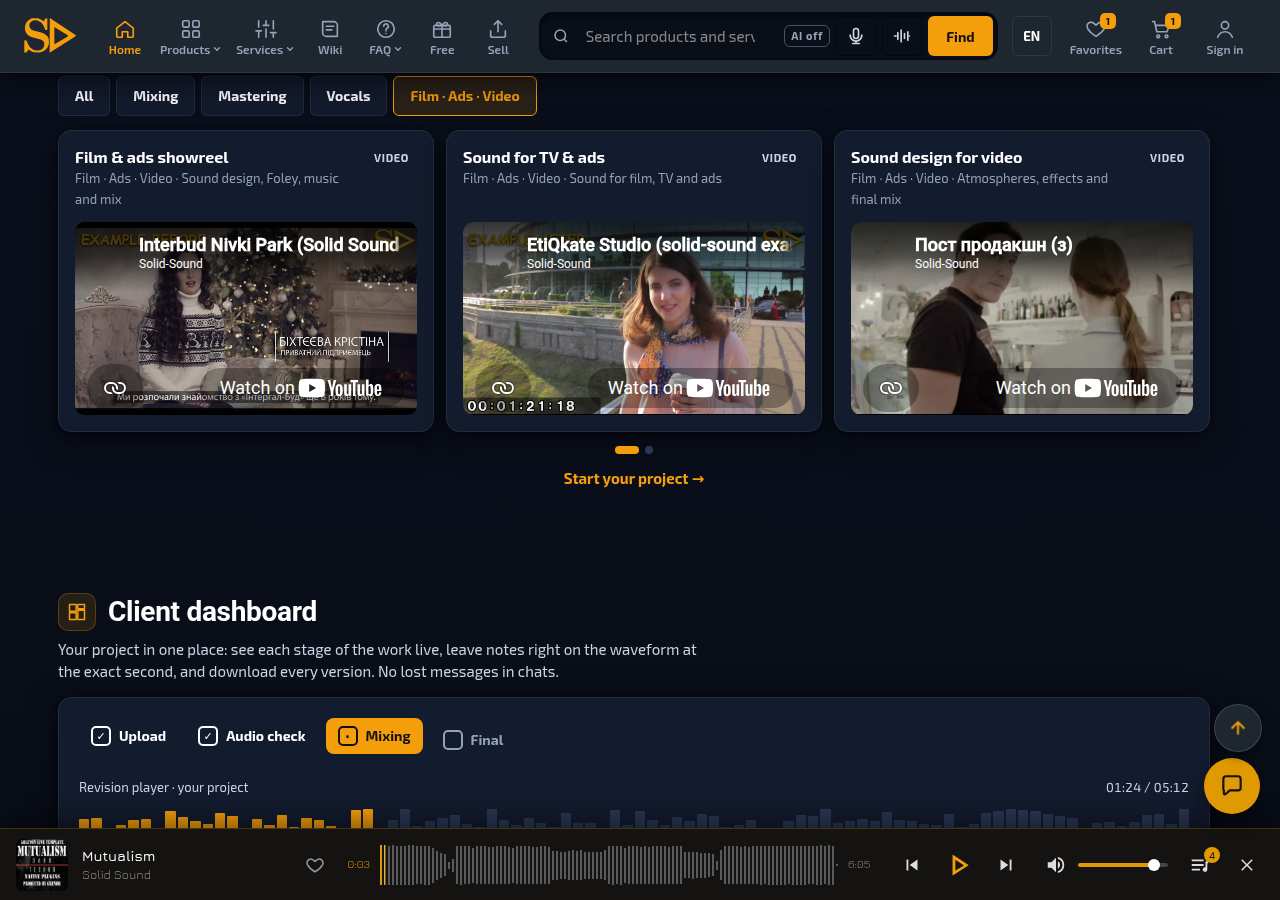 Home
Products
Services
Wiki
FAQ
Free
Sell
Search products and serv
AI off
Find
EN
1
Favorites
1
Cart
Sign in
All
Mixing
Mastering
Vocals
Film · Ads · Video
Film & ads showreel
VIDEO
Film · Ads · Video · Sound design, Foley, music
and mix
Interbud Nivki Park (Solid Sound
Solid-Sound
БІХТЄЄВА КРІСТІНА
ПРИВАТНИЙ ПІДПРИЄМЕЦЬ
Watch on YouTube
Sound for TV & ads
VIDEO
Film · Ads · Video · Sound for film, TV and ads
EtiQkate Studio (solid-sound exa
Solid-Sound
Watch on YouTube
00:01:21:18
Sound design for video
VIDEO
Film · Ads · Video · Atmospheres, effects and
final mix
Пост продакшн (з)
Solid-Sound
Watch on YouTube
Start your project →
Client dashboard
Your project in one place: see each stage of the work live, leave notes right on the waveform at
the exact second, and download every version. No lost messages in chats.
Upload
Audio check
Mixing
Final
Revision player · your project
01:24 / 05:12
MUTUALISM
Mutualism
Solid Sound
0:03
6:05
4